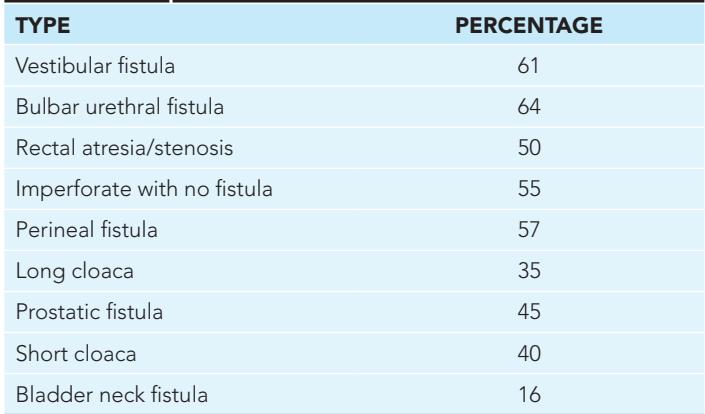 TYPE PERCENTAGE
Vestibular fistula 61
Bulbar urethral fistula 64
Rectal atresia/stenosis 50
Imperforate with no fistula 55
Perineal fistula 57
Long cloaca 35
Prostatic fistula 45
Short cloaca 40
Bladder neck fistula 16